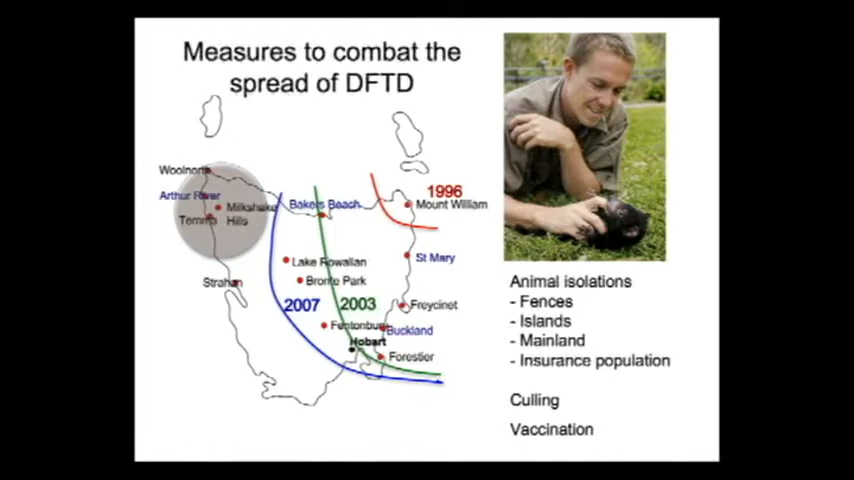 Measures to combat the
spread of DFTD
Woolnorth
Arthur River
Milkshake
Hills
Temma
Bakers Beach
1996
Mount William
Lake Rowallan
St Mary
Strahan
Bronte Park
2007
2003
Freycinet
Fentonbury
Buckland
Hobart
Forestier
Animal isolations
- Fences
- Islands
- Mainland
- Insurance population
Culling
Vaccination